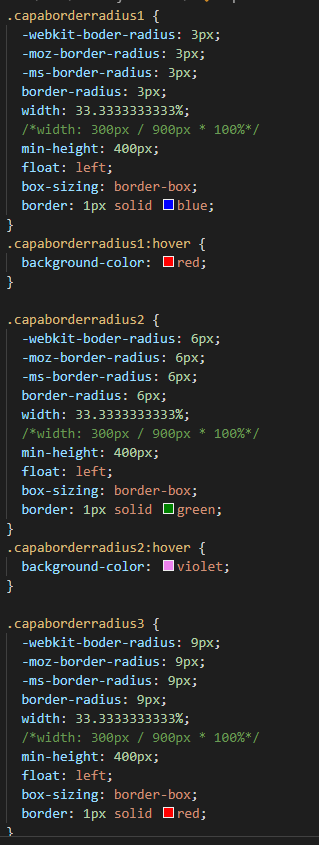 .capaborderradius1 {
-webkit-boder-radius: 3px;
-moz-border-radius: 3px;
-ms-border-radius: 3px;
border-radius: 3px;
width: 33.3333333333%;
/*width: 300px / 900px * 100%*/
min-height: 400px;
float: left;
box-sizing: border-box;
border: 1px solid blue;
}
.capaborderradius1:hover {
background-color: red;
}
.capaborderradius2 {
-webkit-boder-radius: 6px;
-moz-border-radius: 6px;
-ms-border-radius: 6px;
border-radius: 6px;
width: 33.3333333333%;
/*width: 300px / 900px * 100%*/
min-height: 400px;
float: left;
box-sizing: border-box;
border: 1px solid green;
}
.capaborderradius2:hover {
background-color: violet;
}
.capaborderradius3 {
-webkit-boder-radius: 9px;
-moz-border-radius: 9px;
-ms-border-radius: 9px;
border-radius: 9px;
width: 33.3333333333%;
/*width: 300px / 900px * 100%*/
min-height: 400px;
float: left;
box-sizing: border-box;
border: 1px solid red;
}